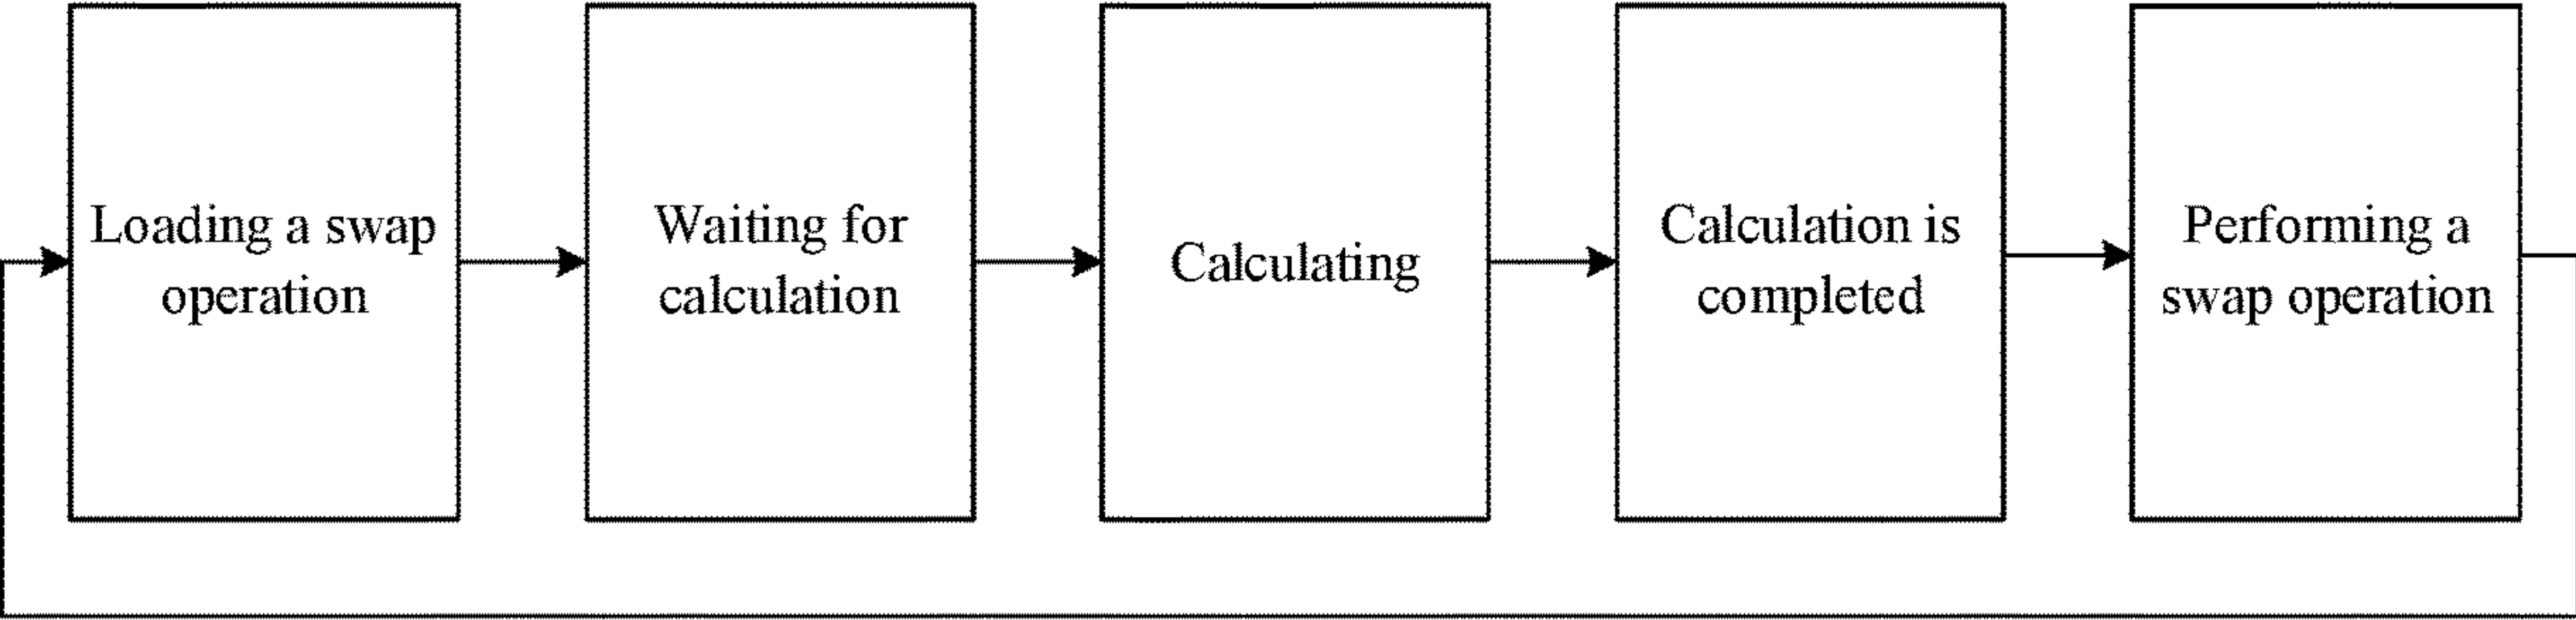 Loading a swap
operation
Waiting for
calculation
Calculating
Calculation is
completed
Performing a
swap operation